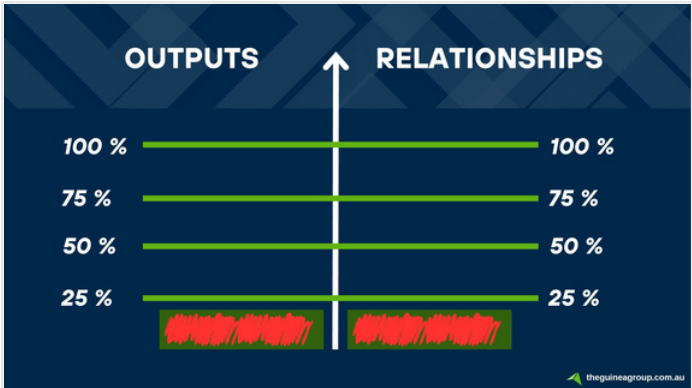 OUTPUTS RELATIONSHIPS
100 % 100 %
75 % 75 %
50 % 50 %
25 % 25 %
theguineagroup.com.au